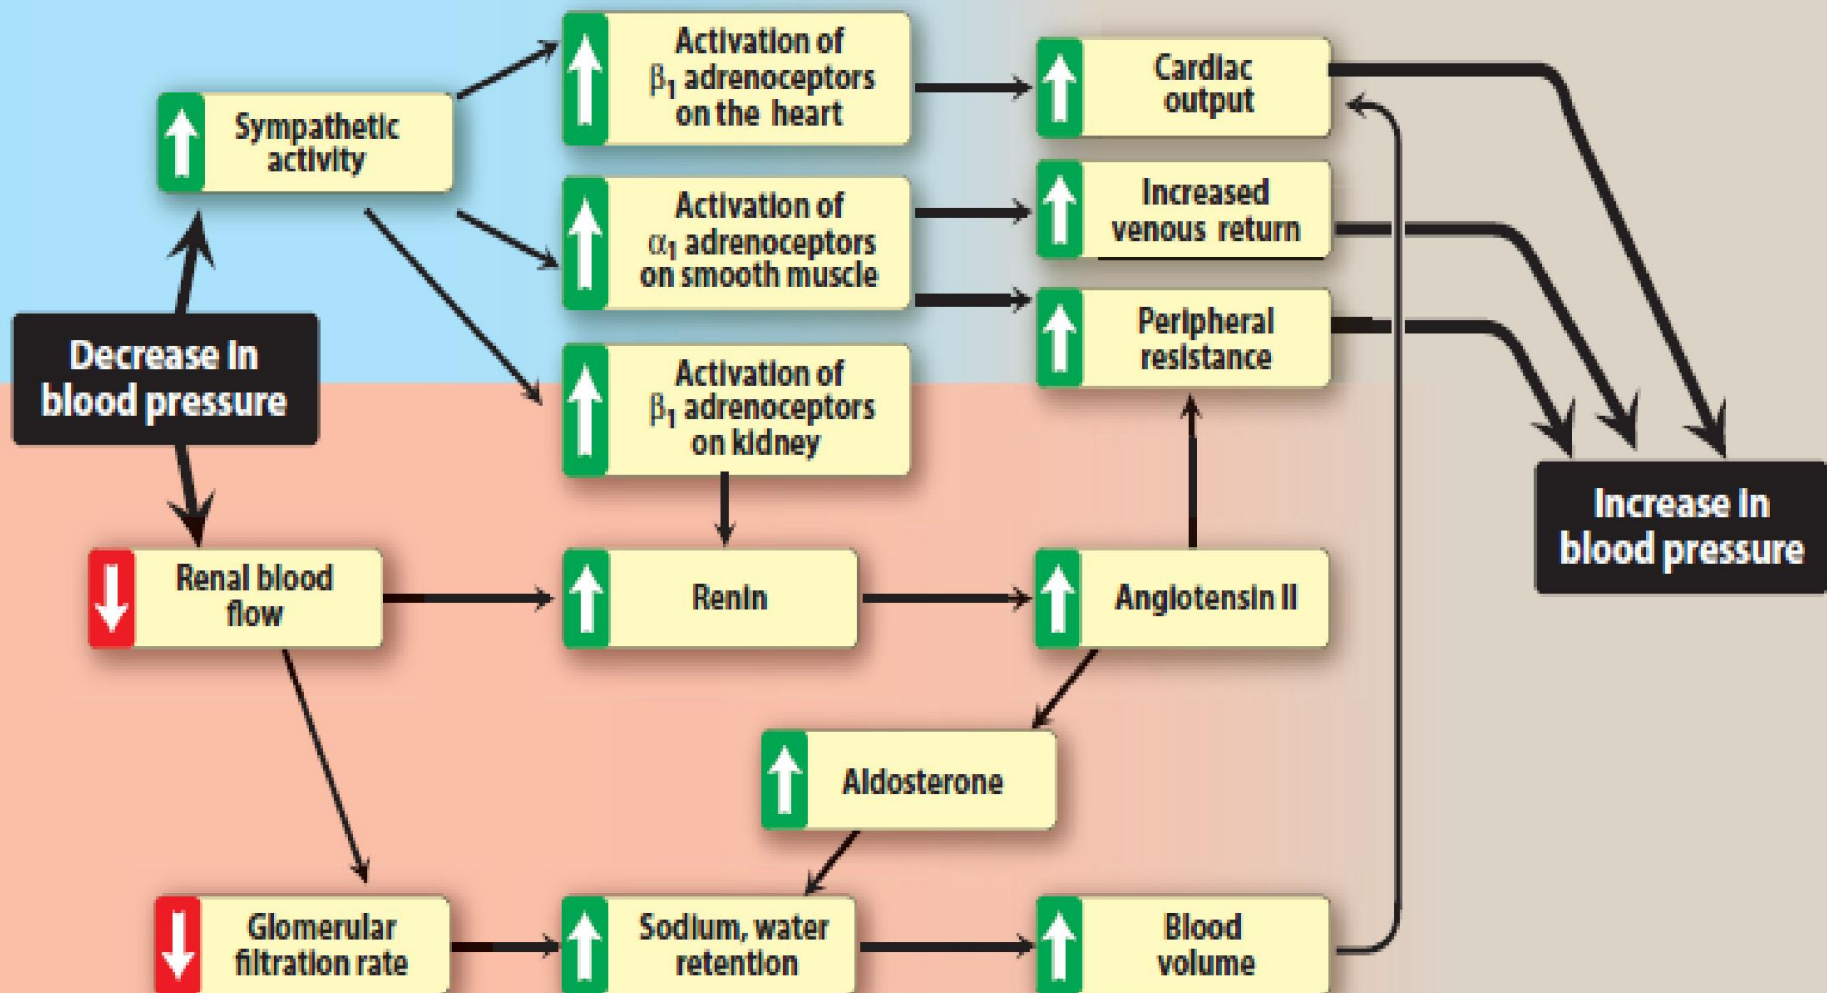 Activation of
β1 adrenoceptors
on the heart
Cardiac
output
Sympathetic
activity
Activation of
α1 adrenoceptors
on smooth muscle
Increased
venous return
Peripheral
resistance
Decrease in
blood pressure
Activation of
β1 adrenoceptors
on kidney
Increase in
blood pressure
Renal blood
flow
Renin
Angiotensin II
Aldosterone
Glomerular
filtration rate
Sodium, water
retention
Blood
volume